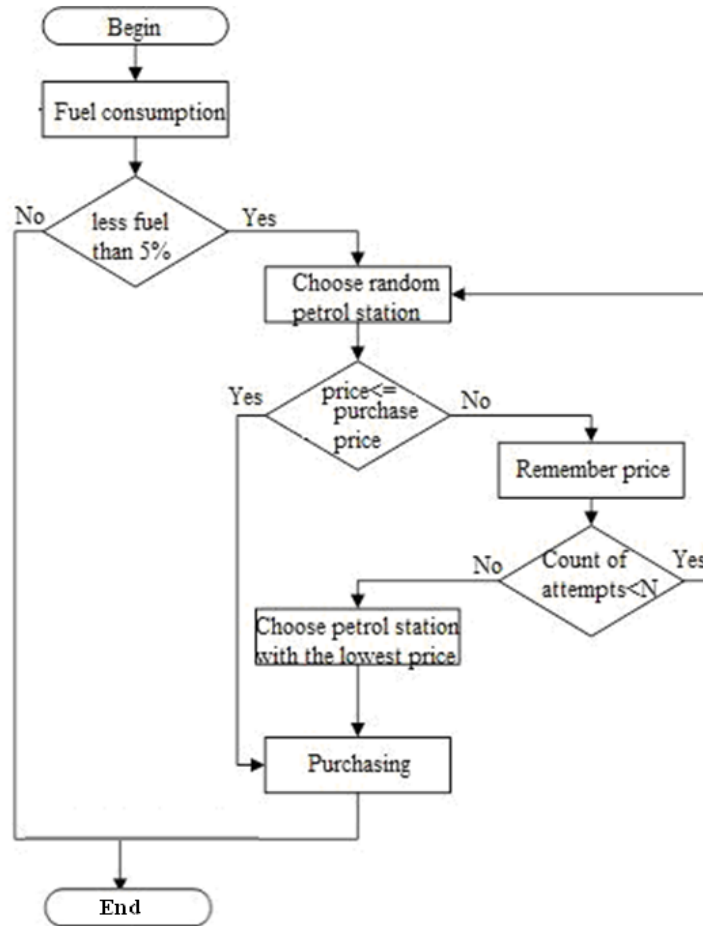 Begin
Fuel consumption
No
Yes
less fuel
than 5%
Choose random
petrol station
Yes
price<=
purchase
price
No
Remember price
No
Count of
attempts<N
Yes
Choose petrol station
with the lowest price
Purchasing
End